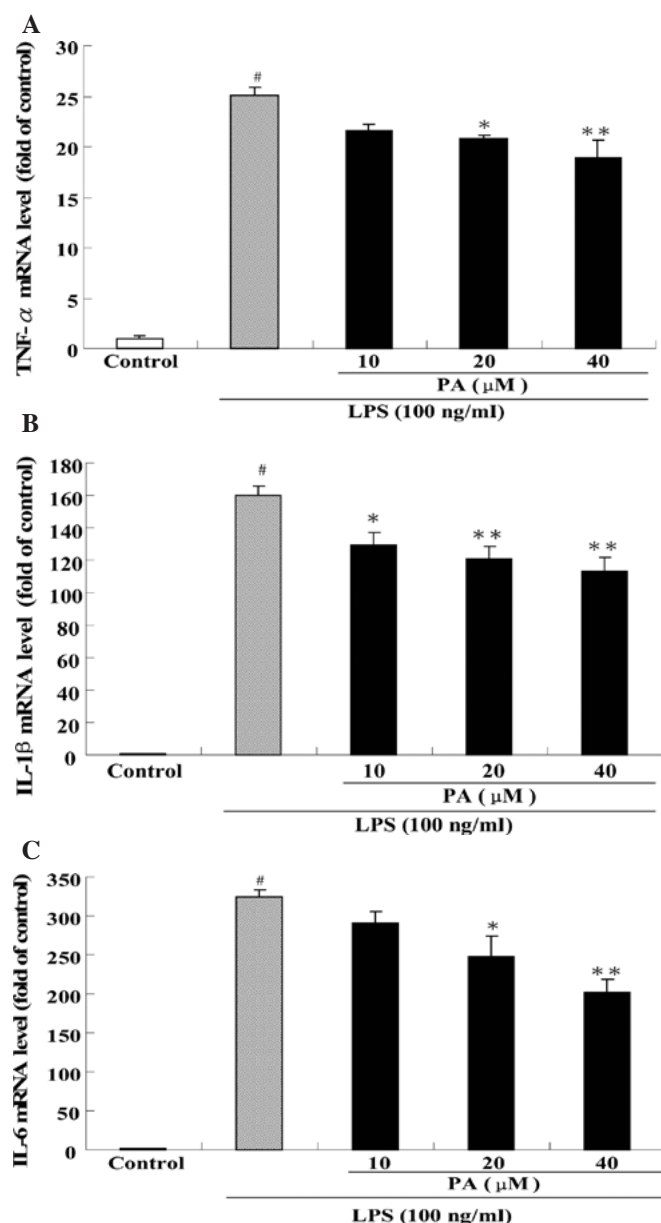 A
TNF-α mRNA level (fold of control)
30
25
20
15
10
5
0
#
*
**
Control
10 20 40
PA (μM)
LPS (100 ng/ml)
B
IL-1β mRNA level (fold of control)
180
160
140
120
100
80
60
40
20
0
#
*
**
**
Control
10 20 40
PA (μM)
LPS (100 ng/ml)
C
IL-6 mRNA level (fold of control)
350
300
250
200
150
100
50
0
#
*
**
Control
10 20 40
PA (μM)
LPS (100 ng/ml)